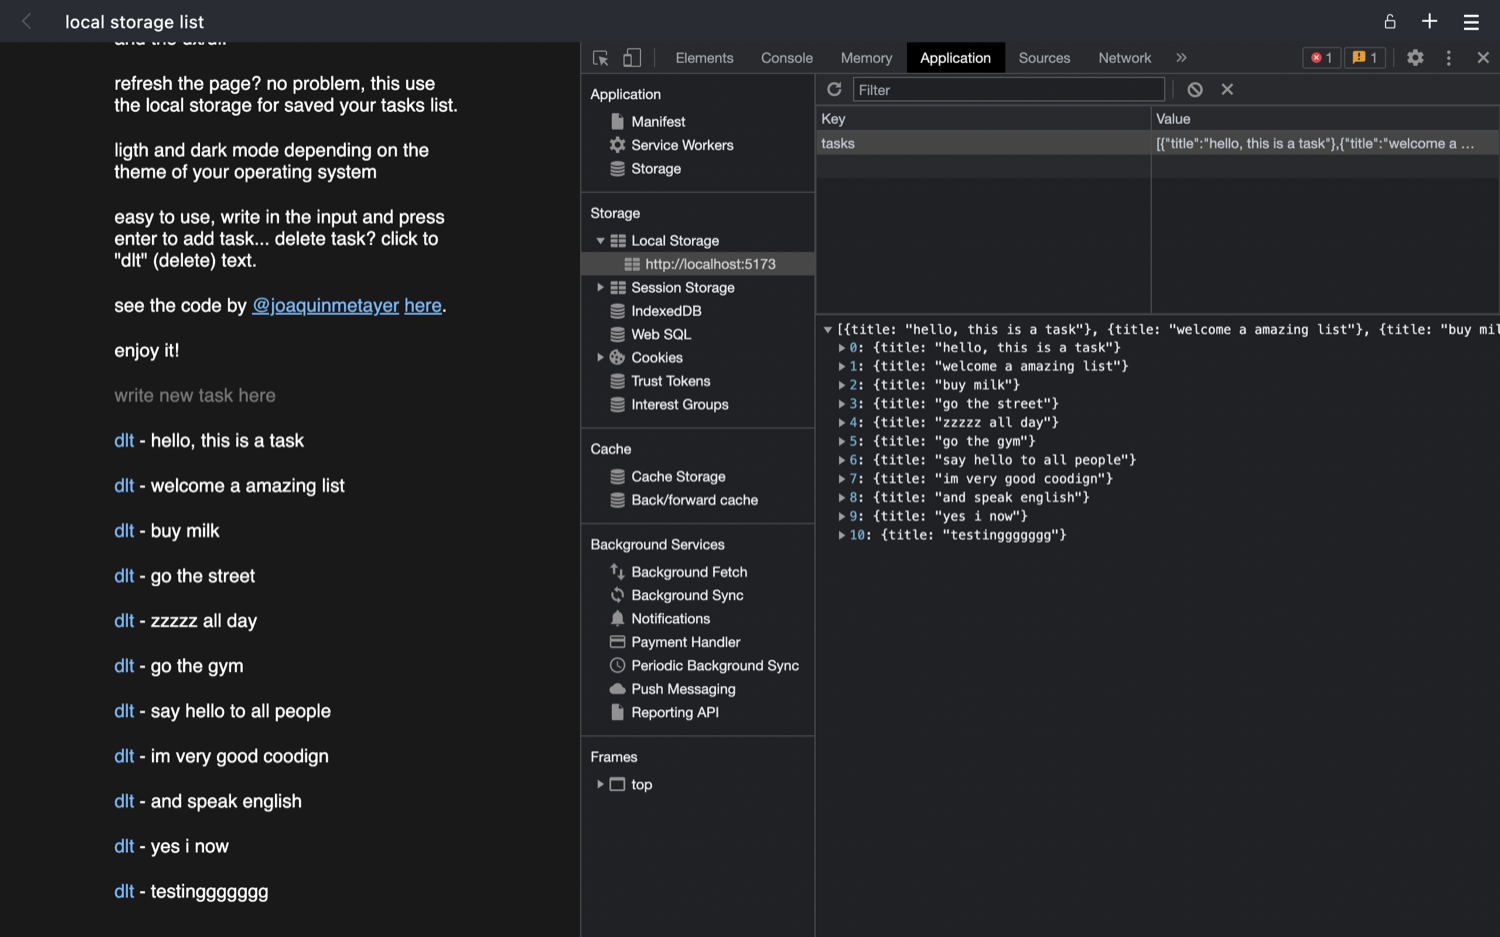 local storage list
refresh the page? no problem, this use
the local storage for saved your tasks list.
ligth and dark mode depending on the
theme of your operating system
easy to use, write in the input and press
enter to add task... delete task? click to
"dlt" (delete) text.
see the code by @joaquinmetayer here.
enjoy it!
write new task here
dlt - hello, this is a task
dlt - welcome a amazing list
dlt - buy milk
dlt - go the street
dlt - zzzzz all day
dlt - go the gym
dlt - say hello to all people
dlt - im very good coodign
dlt - and speak english
dlt - yes i now
dlt - testinggggggg
Elements Console Memory Application Sources Network » 1 1
Application
Manifest
Service Workers
Storage
Storage
Local Storage
http://localhost:5173
Session Storage
IndexedDB
Web SQL
Cookies
Trust Tokens
Interest Groups
Cache
Cache Storage
Back/forward cache
Background Services
Background Fetch
Background Sync
Notifications
Payment Handler
Periodic Background Sync
Push Messaging
Reporting API
Frames
top
Filter
Key Value
tasks [{"title":"hello, this is a task"},{"title":"welcome a ...
[{title: "hello, this is a task"}, {title: "welcome a amazing list"}, {title: "buy mil
0: {title: "hello, this is a task"}
1: {title: "welcome a amazing list"}
2: {title: "buy milk"}
3: {title: "go the street"}
4: {title: "zzzzz all day"}
5: {title: "go the gym"}
6: {title: "say hello to all people"}
7: {title: "im very good coodign"}
8: {title: "and speak english"}
9: {title: "yes i now"}
10: {title: "testinggggggg"}